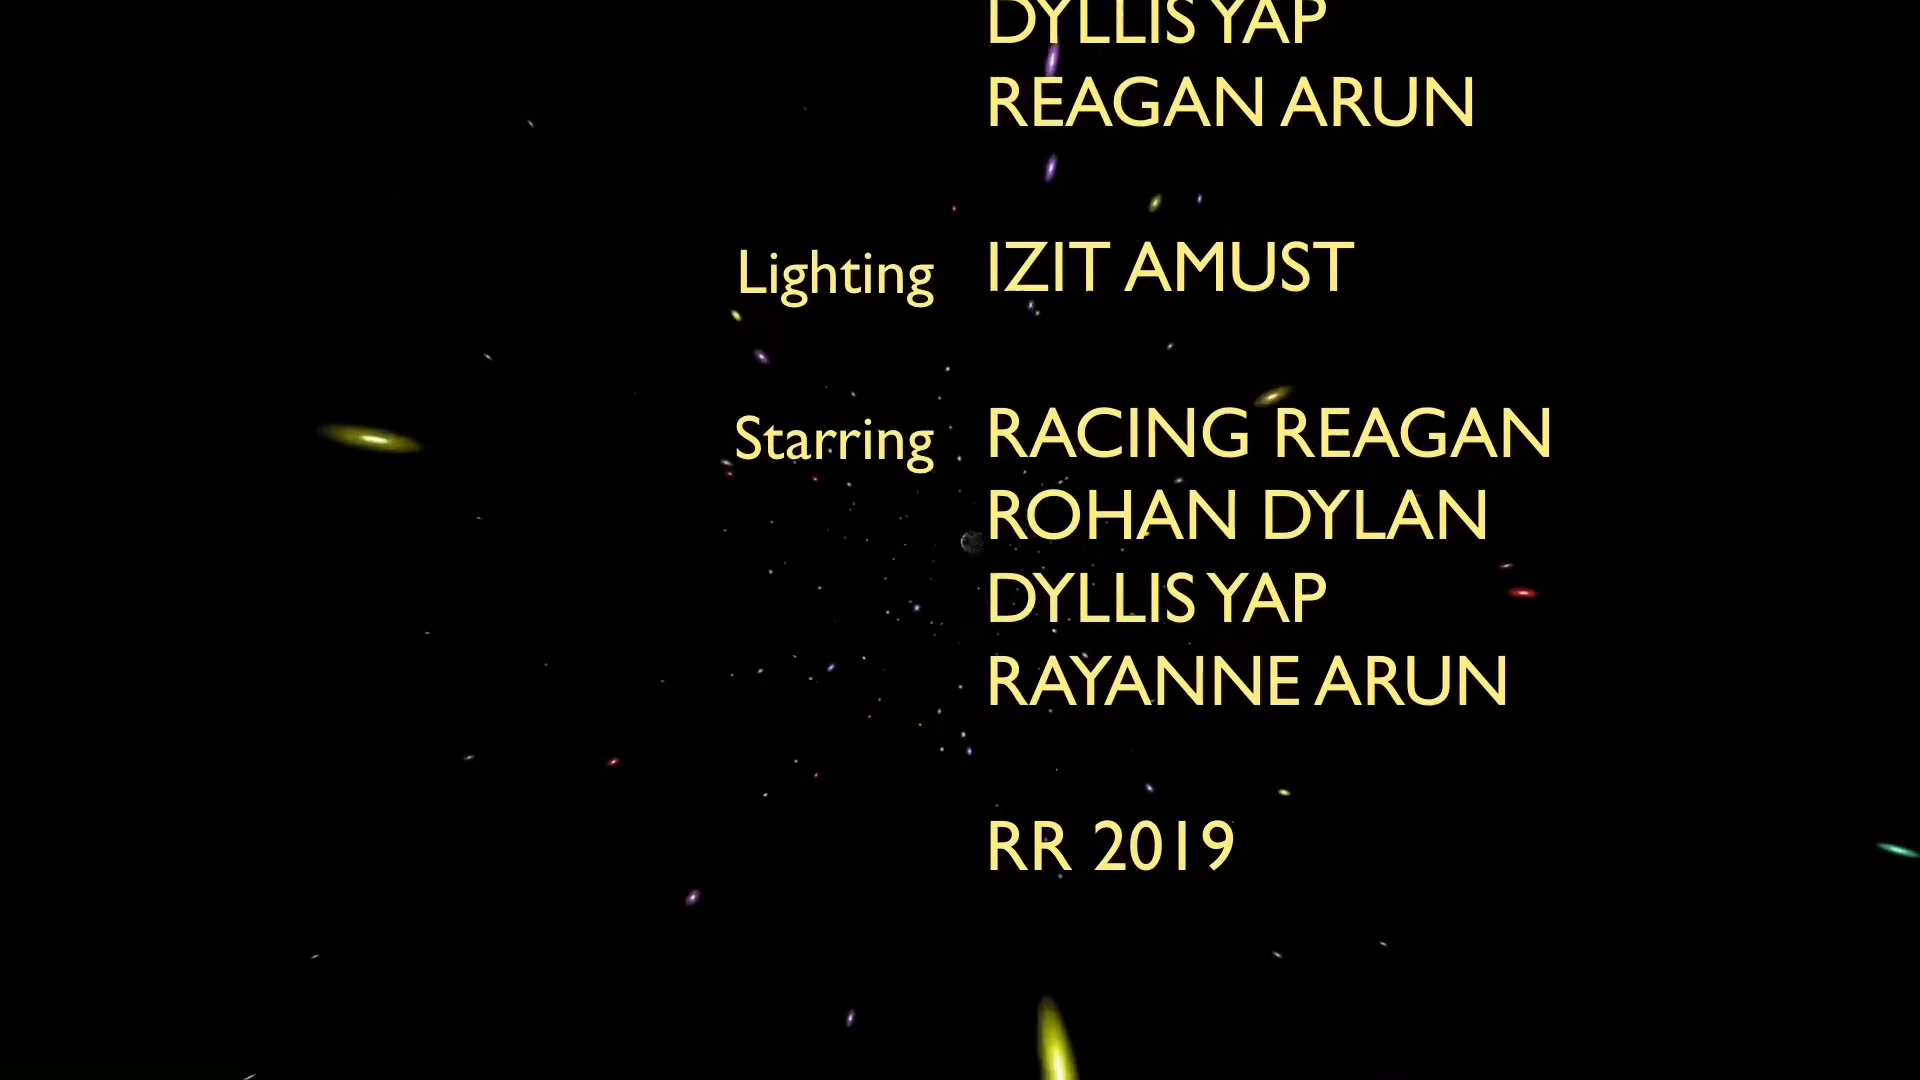 DYLLIS YAP
REAGAN ARUN
Lighting IZIT AMUST
Starring RACING REAGAN
ROHAN DYLAN
DYLLIS YAP
RAYANNE ARUN
RR 2019